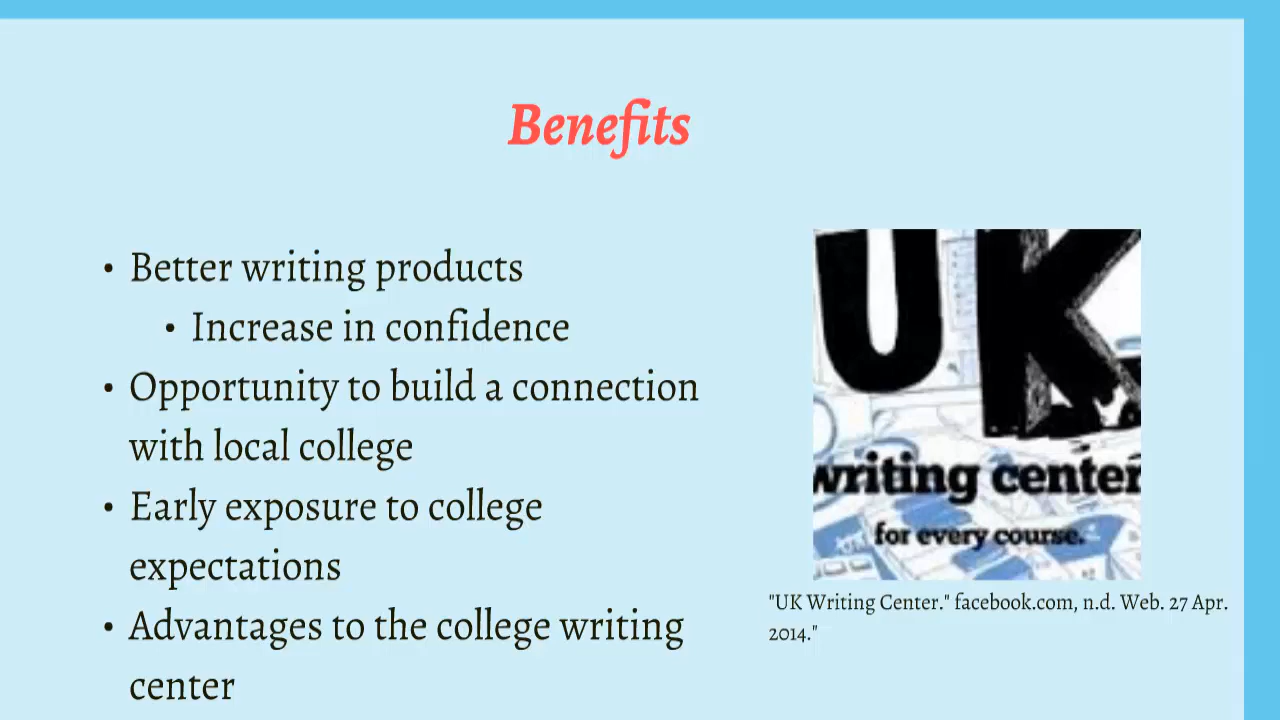 Benefits
• Better writing products
• Increase in confidence
• Opportunity to build a connection
with local college
• Early exposure to college
expectations
• Advantages to the college writing
center
UK
writing center
for every course.
"UK Writing Center." facebook.com, n.d. Web. 27 Apr.
2014."